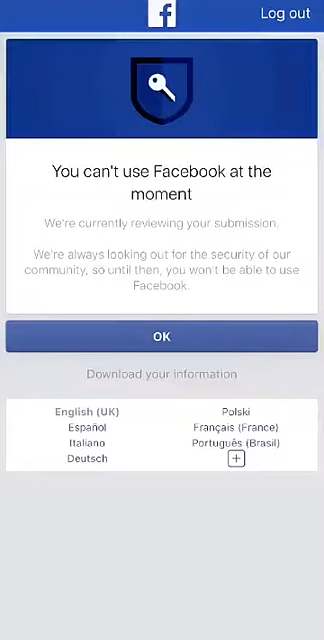 f
Log out
You can't use Facebook at the
moment
We're currently reviewing your submission.
We're always looking out for the security of our
community, so until then, you won't be able to use
Facebook.
OK
Download your information
English (UK)
Polski
Español
Français (France)
Italiano
Português (Brasil)
Deutsch
+